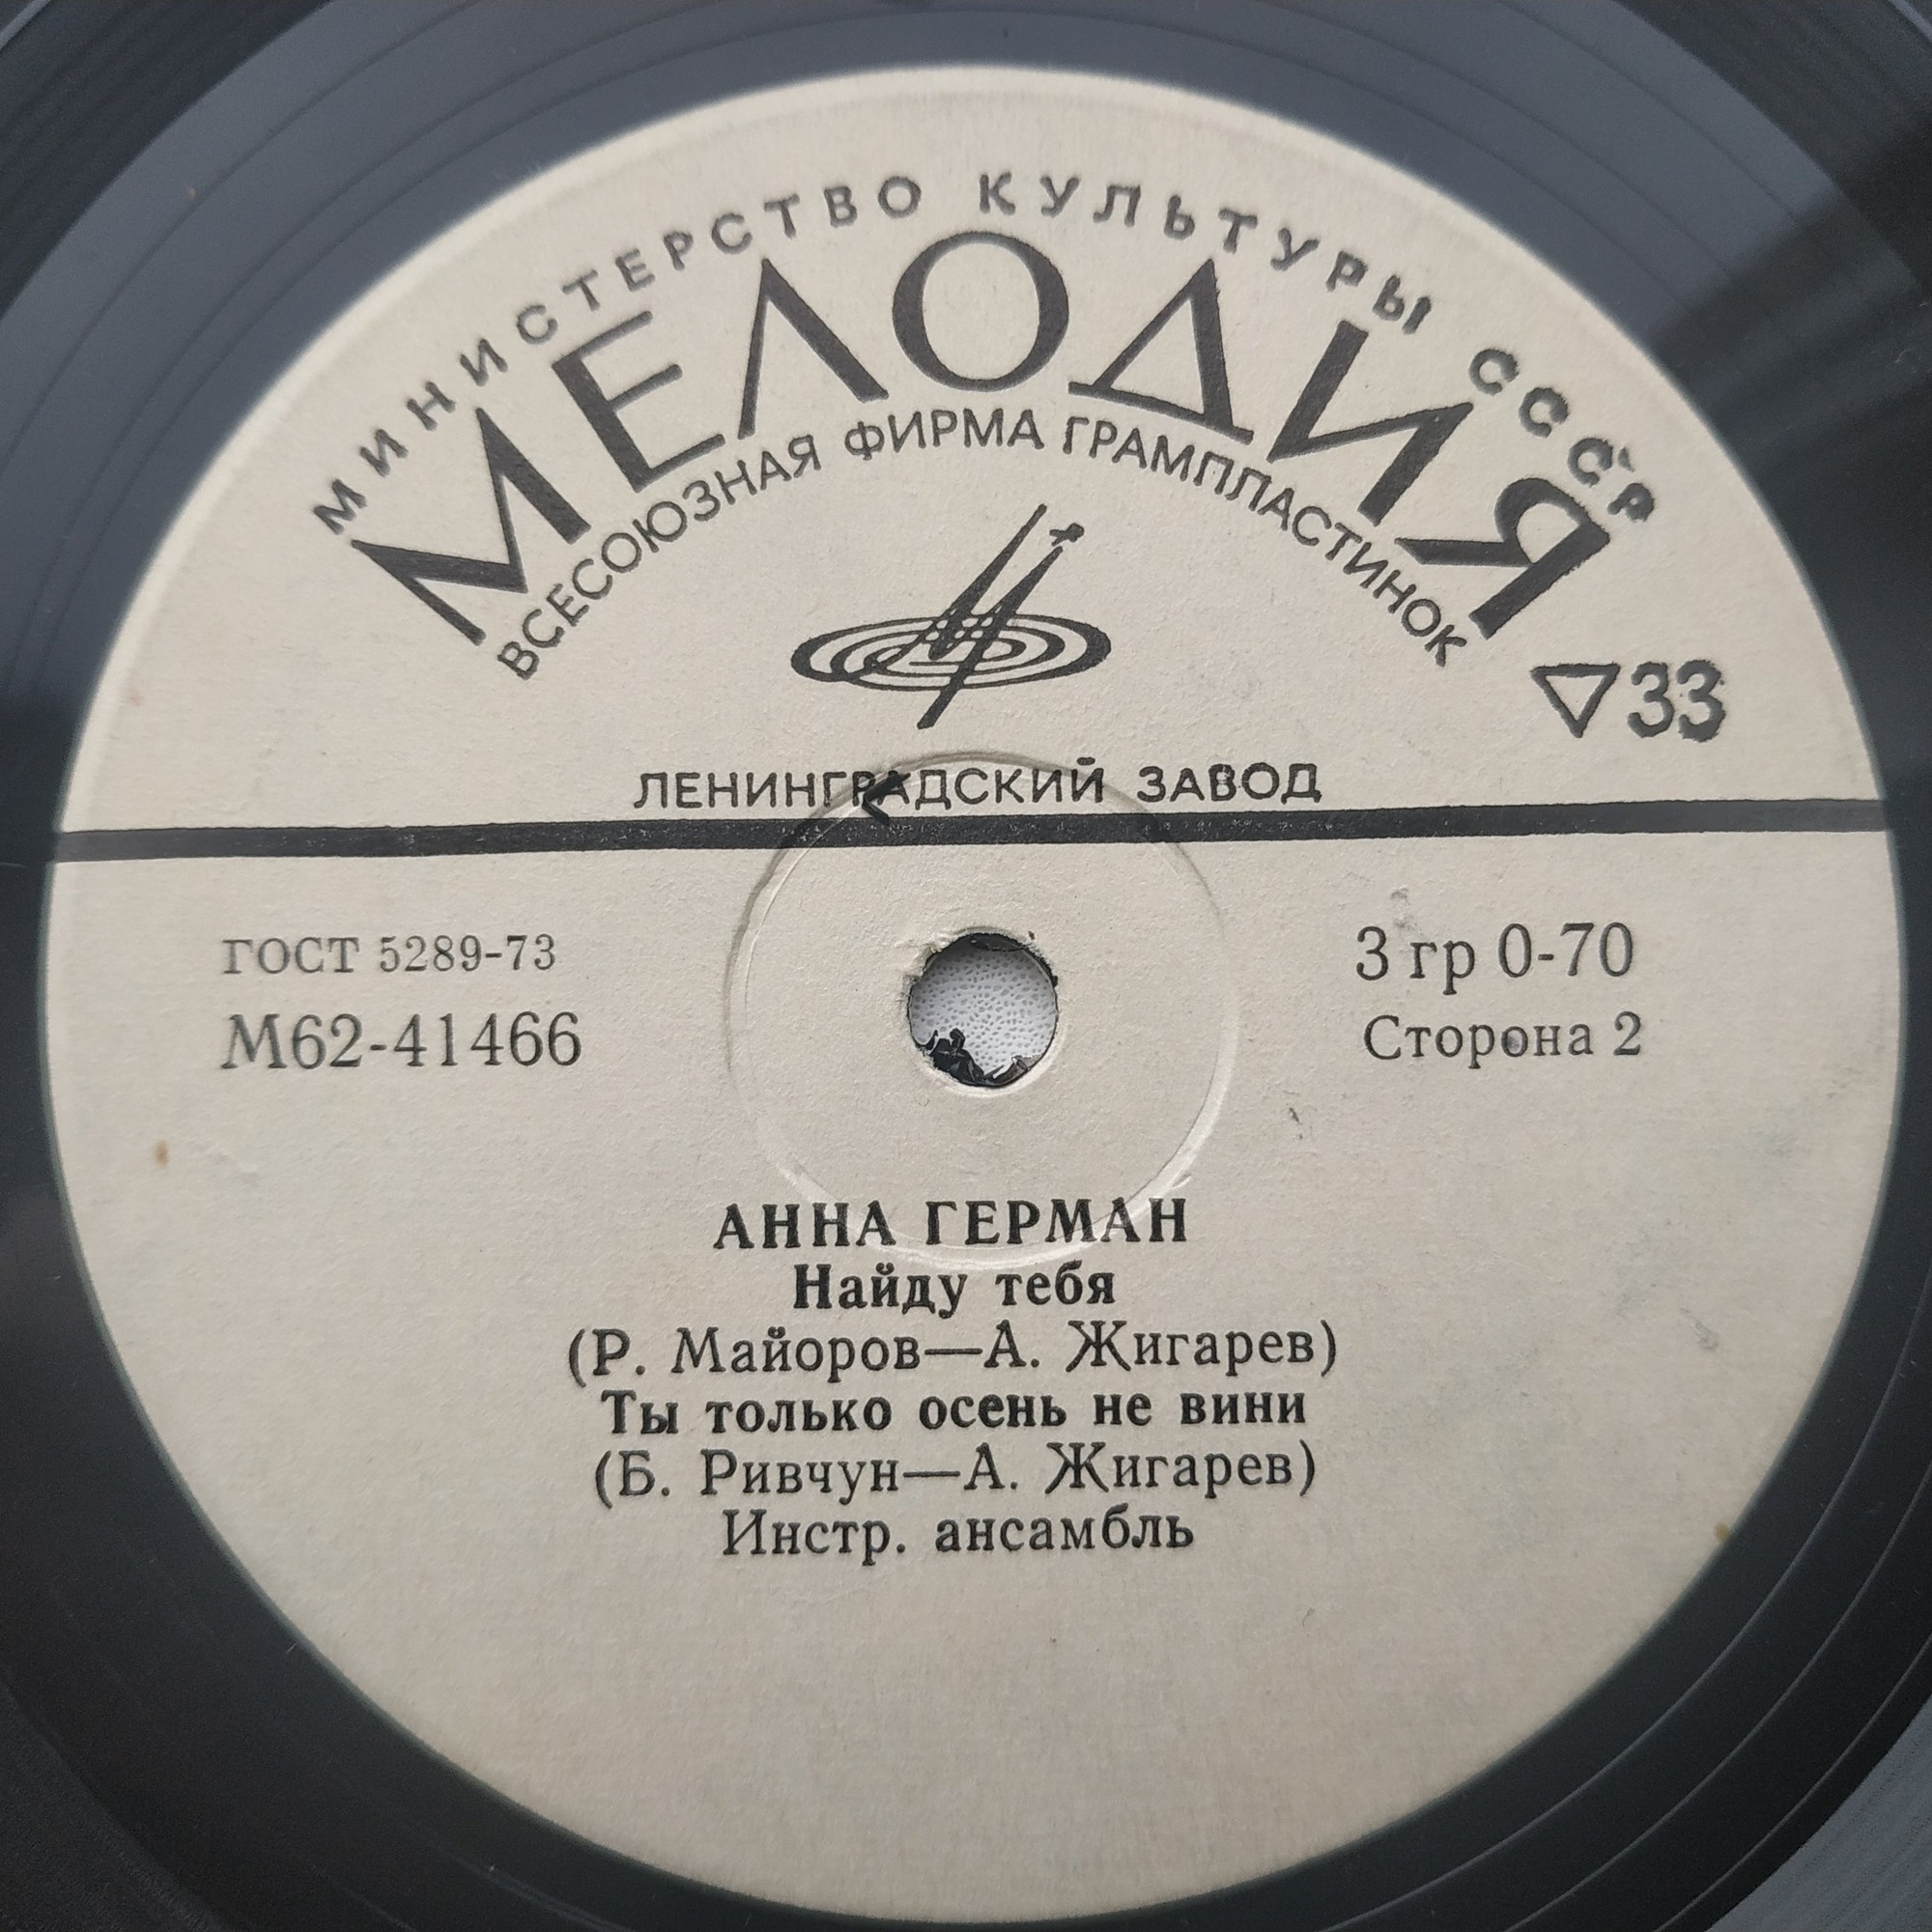 МИНИСТЕРСТВО КУЛЬТУРЫ СССР
МЕЛОДИЯ
ВСЕСОЮЗНАЯ ФИРМА ГРАМПЛАСТИНОК
▽33
ЛЕНИНГРАДСКИЙ ЗАВОД
ГОСТ 5289-73
М62-41466
3 гр 0-70
Сторона 2
АННА ГЕРМАН
Найду тебя
(Р. Майоров—А. Жигарев)
Ты только осень не вини
(Б. Ривчун—А. Жигарев)
Инстр. ансамбль